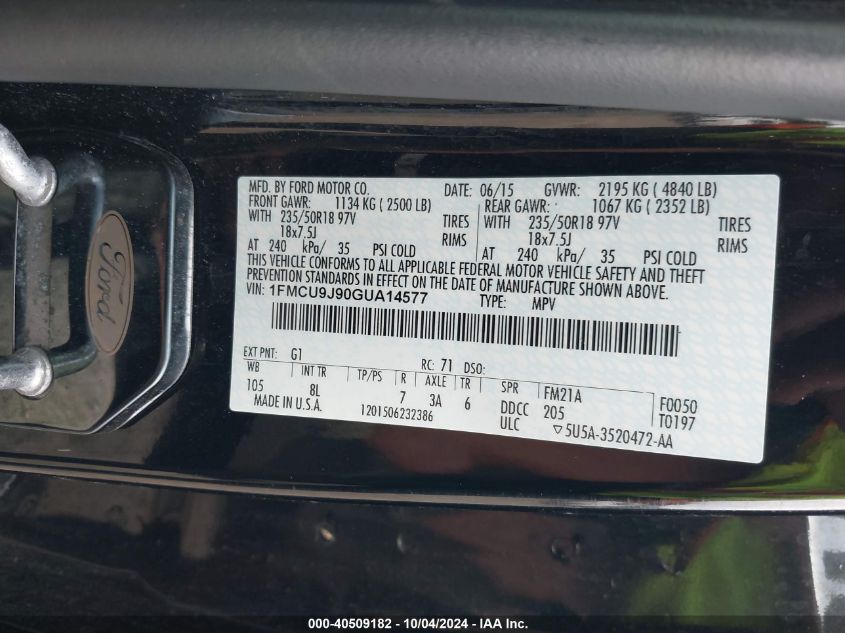 Ford
MFD. BY FORD MOTOR CO. DATE: 06/15 GVWR: 2195 KG ( 4840 LB)
FRONT GAWR: 1134 KG ( 2500 LB) REAR GAWR: 1067 KG ( 2352 LB)
WITH 235/50R18 97V TIRES WITH 235/50R18 97V TIRES
18x7.5J RIMS 18x7.5J RIMS
AT 240 kPa/ 35 PSI COLD AT 240 kPa/ 35 PSI COLD
THIS VEHICLE CONFORMS TO ALL APPLICABLE FEDERAL MOTOR VEHICLE SAFETY AND THEFT
PREVENTION STANDARDS IN EFFECT ON THE DATE OF MANUFACTURE SHOWN ABOVE.
VIN: 1FMCU9J90GUA14577 TYPE: MPV
EXT PNT: G1 RC: 71 DSO:
WB INT TR TP/PS R AXLE TR SPR FM21A F0050
105 8L 7 3A 6 DDCC 205 T0197
MADE IN U.S.A. 1201506232386 ULC ▽5U5A-3520472-AA
000-40509182 - 10/04/2024 - IAA Inc.